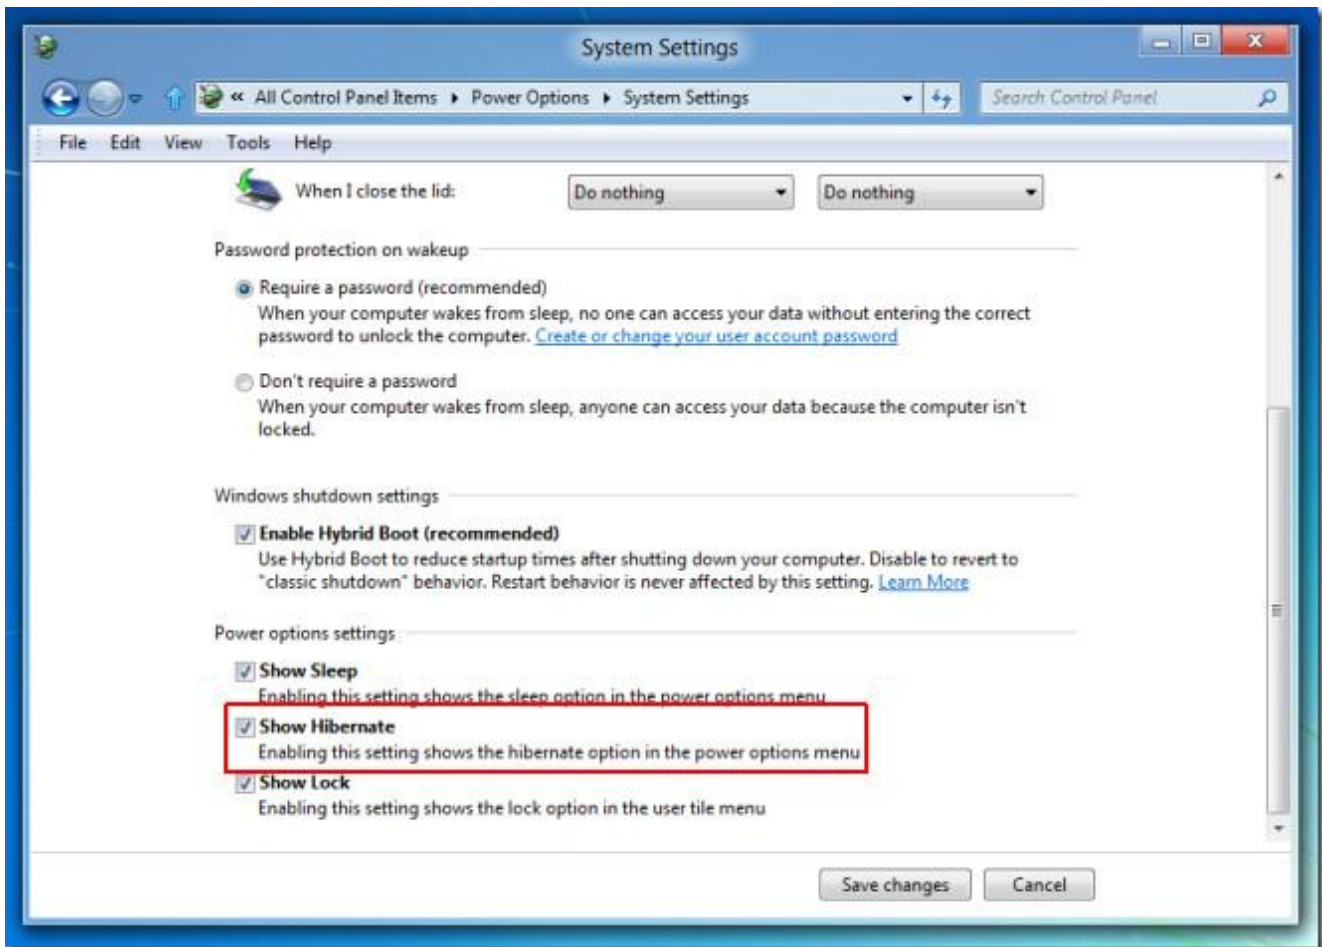 System Settings
« All Control Panel Items ▸ Power Options ▸ System Settings
Search Control Panel
File Edit View Tools Help
When I close the lid: Do nothing Do nothing
Password protection on wakeup
Require a password (recommended)
When your computer wakes from sleep, no one can access your data without entering the correct
password to unlock the computer. Create or change your user account password
Don't require a password
When your computer wakes from sleep, anyone can access your data because the computer isn't
locked.
Windows shutdown settings
Enable Hybrid Boot (recommended)
Use Hybrid Boot to reduce startup times after shutting down your computer. Disable to revert to
"classic shutdown" behavior. Restart behavior is never affected by this setting. Learn More
Power options settings
Show Sleep
Enabling this setting shows the sleep option in the power options menu
Show Hibernate
Enabling this setting shows the hibernate option in the power options menu
Show Lock
Enabling this setting shows the lock option in the user tile menu
Save changes Cancel